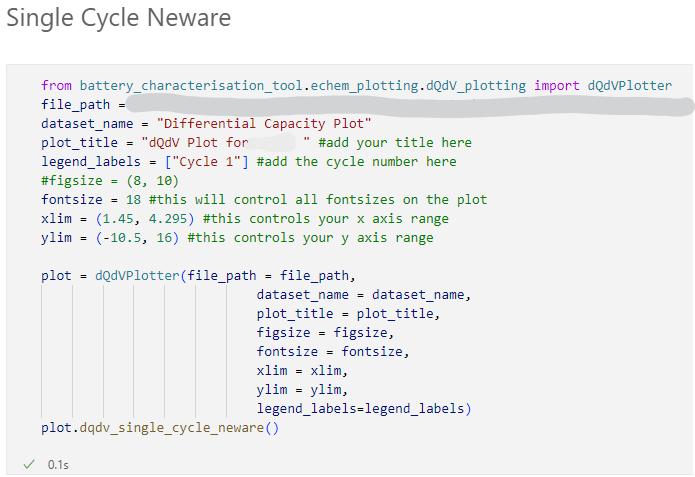 Single Cycle Neware
from battery_characterisation_tool.echem_plotting.dQdV_plotting import dQdVPlotter
file_path =
dataset_name = "Differential Capacity Plot"
plot_title = "dQdV Plot for " #add your title here
legend_labels = ["Cycle 1"] #add the cycle number here
#figsize = (8, 10)
fontsize = 18 #this will control all fontsizes on the plot
xlim = (1.45, 4.295) #this controls your x axis range
ylim = (-10.5, 16) #this controls your y axis range
plot = dQdVPlotter(file_path = file_path,
dataset_name = dataset_name,
plot_title = plot_title,
figsize = figsize,
fontsize = fontsize,
xlim = xlim,
ylim = ylim,
legend_labels=legend_labels)
plot.dqdv_single_cycle_neware()
0.1s